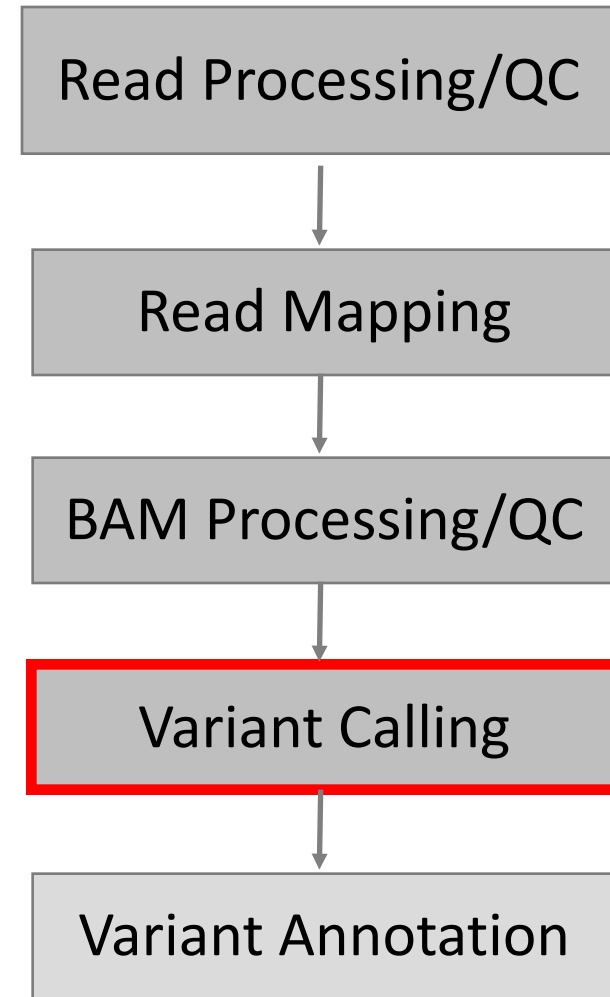 Read Processing/QC
Read Mapping
BAM Processing/QC
Variant Calling
Variant Annotation